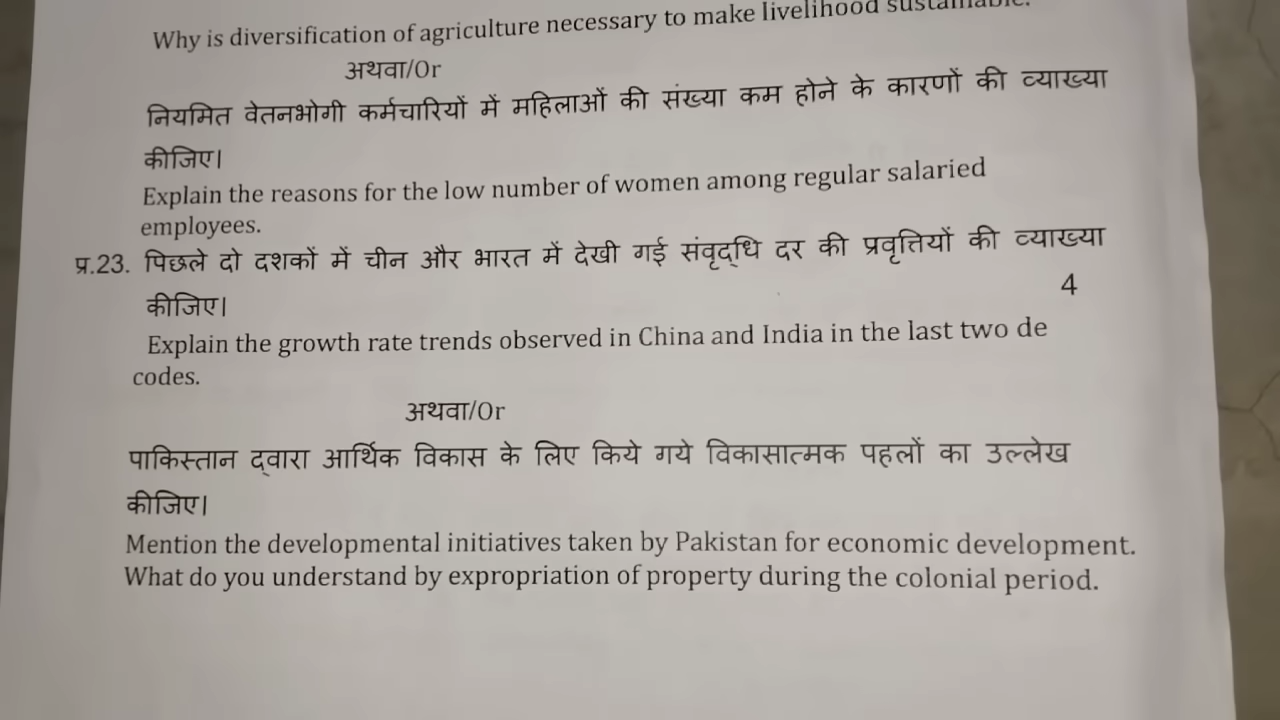 Why is diversification of agriculture necessary to make livelihood sustainable.
अथवा/Or
नियमित वेतनभोगी कर्मचारियों में महिलाओं की संख्या कम होने के कारणों की व्याख्या
कीजिए।
Explain the reasons for the low number of women among regular salaried
employees.
प्र.23. पिछले दो दशकों में चीन और भारत में देखी गई संवृद्धि दर की प्रवृत्तियों की व्याख्या
कीजिए। 4
Explain the growth rate trends observed in China and India in the last two de
codes.
अथवा/Or
पाकिस्तान द्वारा आर्थिक विकास के लिए किये गये विकासात्मक पहलों का उल्लेख
कीजिए।
Mention the developmental initiatives taken by Pakistan for economic development.
What do you understand by expropriation of property during the colonial period.